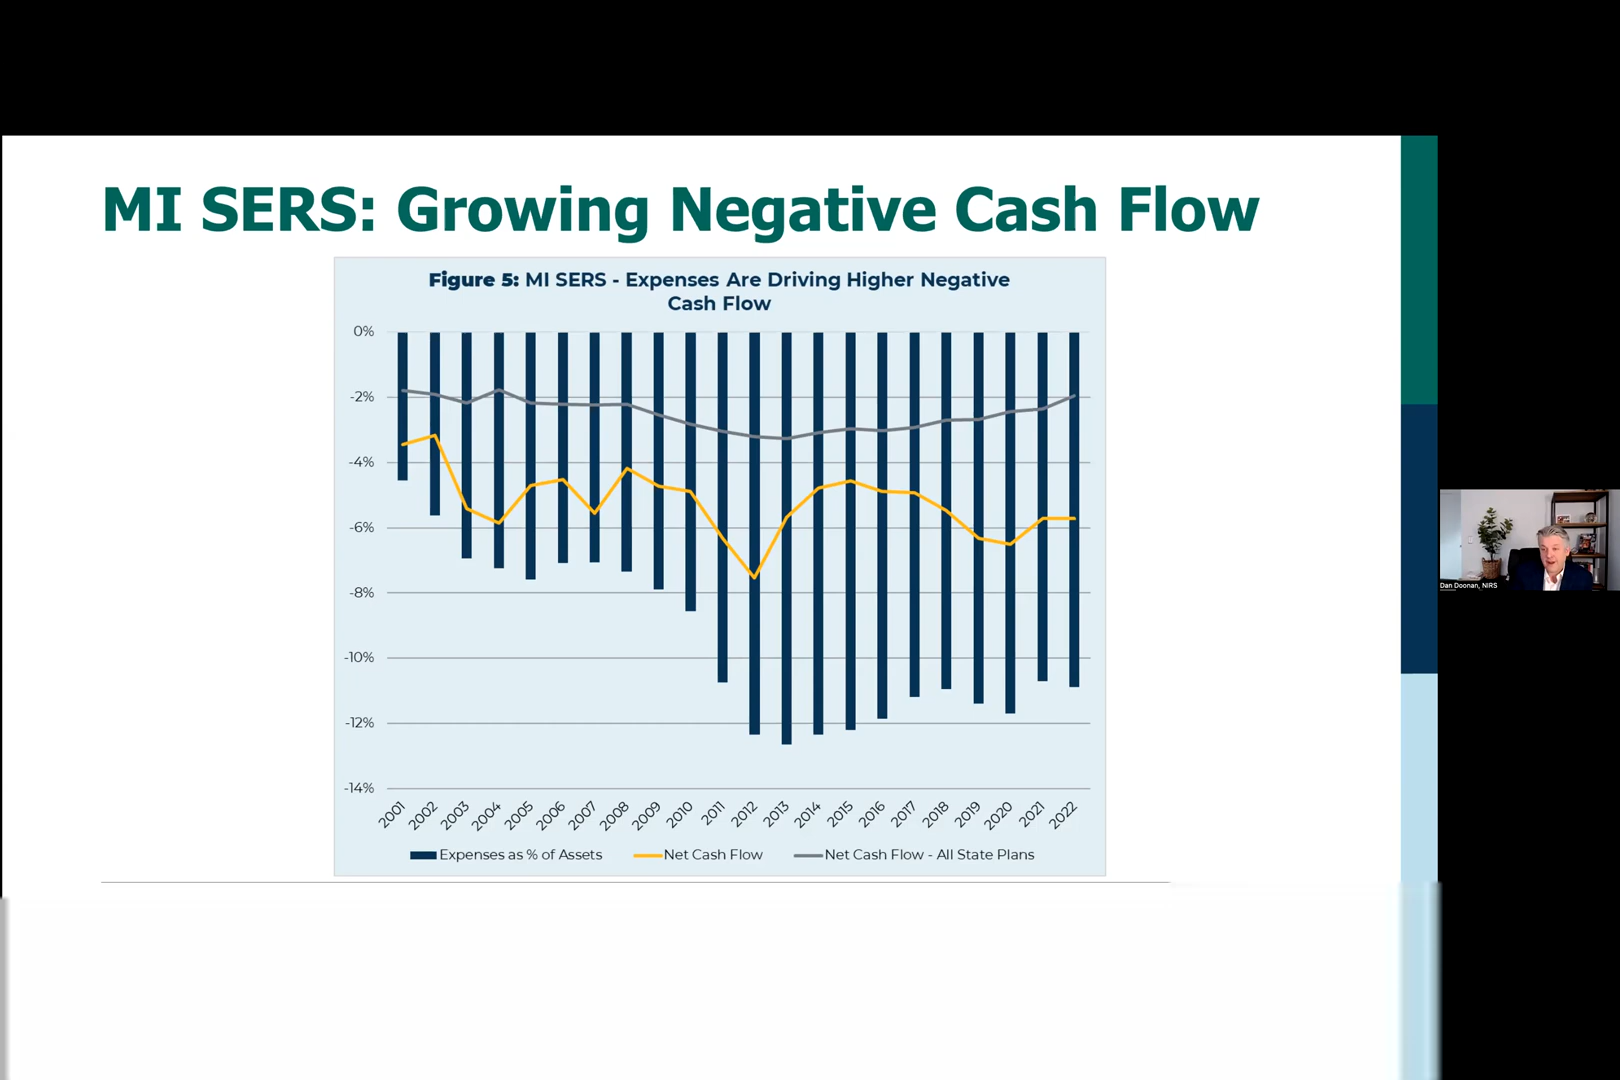 MI SERS: Growing Negative Cash Flow
Figure 5: MI SERS - Expenses Are Driving Higher Negative
Cash Flow
0%
-2%
-4%
-6%
-8%
-10%
-12%
-14%
2001 2002 2003 2004 2005 2006 2007 2008 2009 2010 2011 2012 2013 2014 2015 2016 2017 2018 2019 2020 2021 2022
Expenses as % of Assets Net Cash Flow Net Cash Flow - All State Plans
Dan Doonan, NIRS